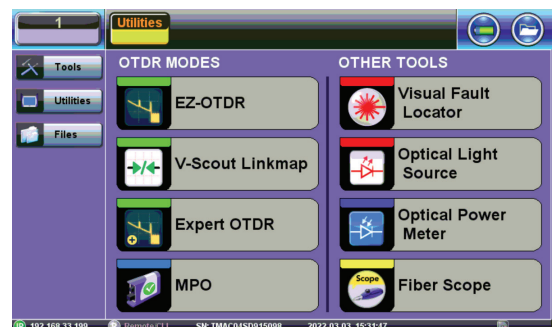 1
Utilities
Tools
Utilities
Files
OTDR MODES
EZ-OTDR
V-Scout Linkmap
Expert OTDR
MPO
OTHER TOOLS
Visual Fault
Locator
Optical Light
Source
Optical Power
Meter
Scope
Fiber Scope
IP 192.168.33.199
R Remote/CLI
SN: TMAC04SD915098
2022.03.03 15:31:47